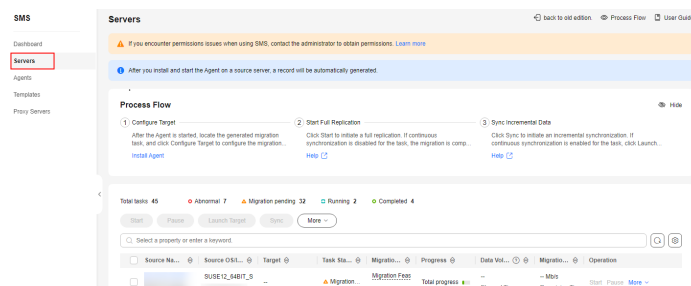 SMS
Servers
back to old edition.
Process Flow
User Guid
Dashboard
Servers
Agents
Templates
Proxy Servers
If you encounter permissions issues when using SMS, contact the administrator to obtain permissions. Learn more
After you install and start the Agent on a source server, a record will be automatically generated.
Process Flow
Hide
1 Configure Target
After the Agent is started, locate the generated migration
task, and click Configure Target to configure the migration...
Install Agent
2 Start Full Replication
Click Start to initiate a full replication. If continuous
synchronization is disabled for the task, the migration is comp...
Help
3 Sync Incremental
Data
Click Sync to initiate an incremental synchronization. If
continuous synchronization is enabled for the task, click Launch...
Help
Total tasks 45 Abnormal 7 Migration pending 32 Running 2 Completed 4
Start Pause Launch Target Sync More
Select a property or enter a keyword.
Source Na... Source OS/I... Target Task Sta... Migratio... Progress Data Vol... Migratio... Operation
SUSE12_64BIT_S
--
Migration...
Migration Feas
Total progress
--
-- Mb/s
Start Pause More